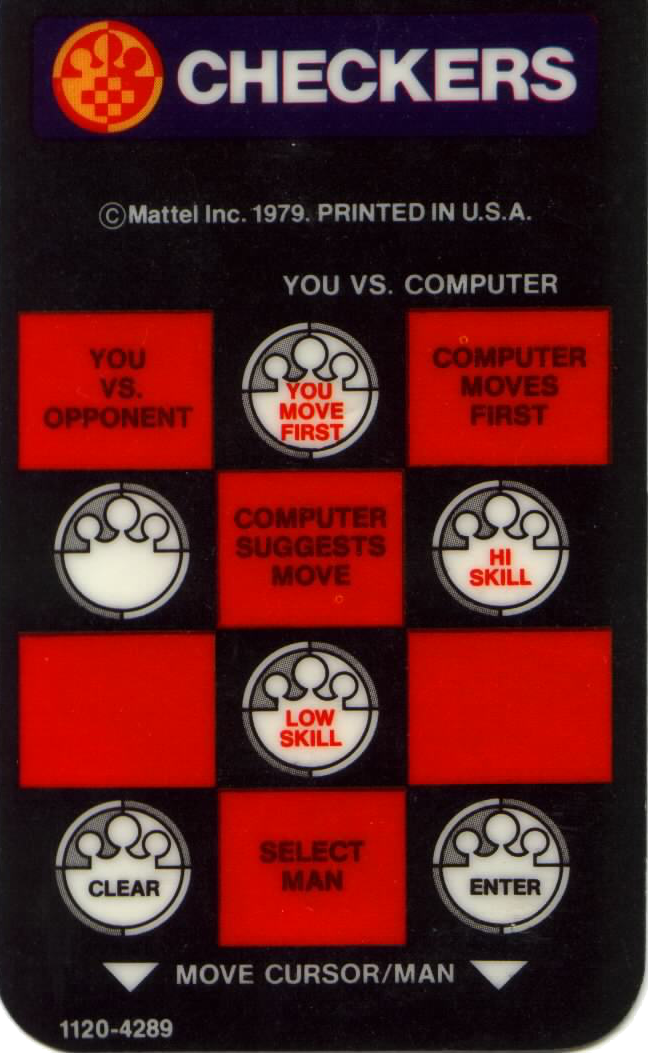 CHECKERS
©Mattel Inc. 1979. PRINTED IN U.S.A.
YOU VS. COMPUTER
YOU
VS.
OPPONENT
YOU
MOVE
FIRST
COMPUTER
MOVES
FIRST
COMPUTER
SUGGESTS
MOVE
HI
SKILL
LOW
SKILL
CLEAR
SELECT
MAN
ENTER
MOVE CURSOR/MAN
1120-4289